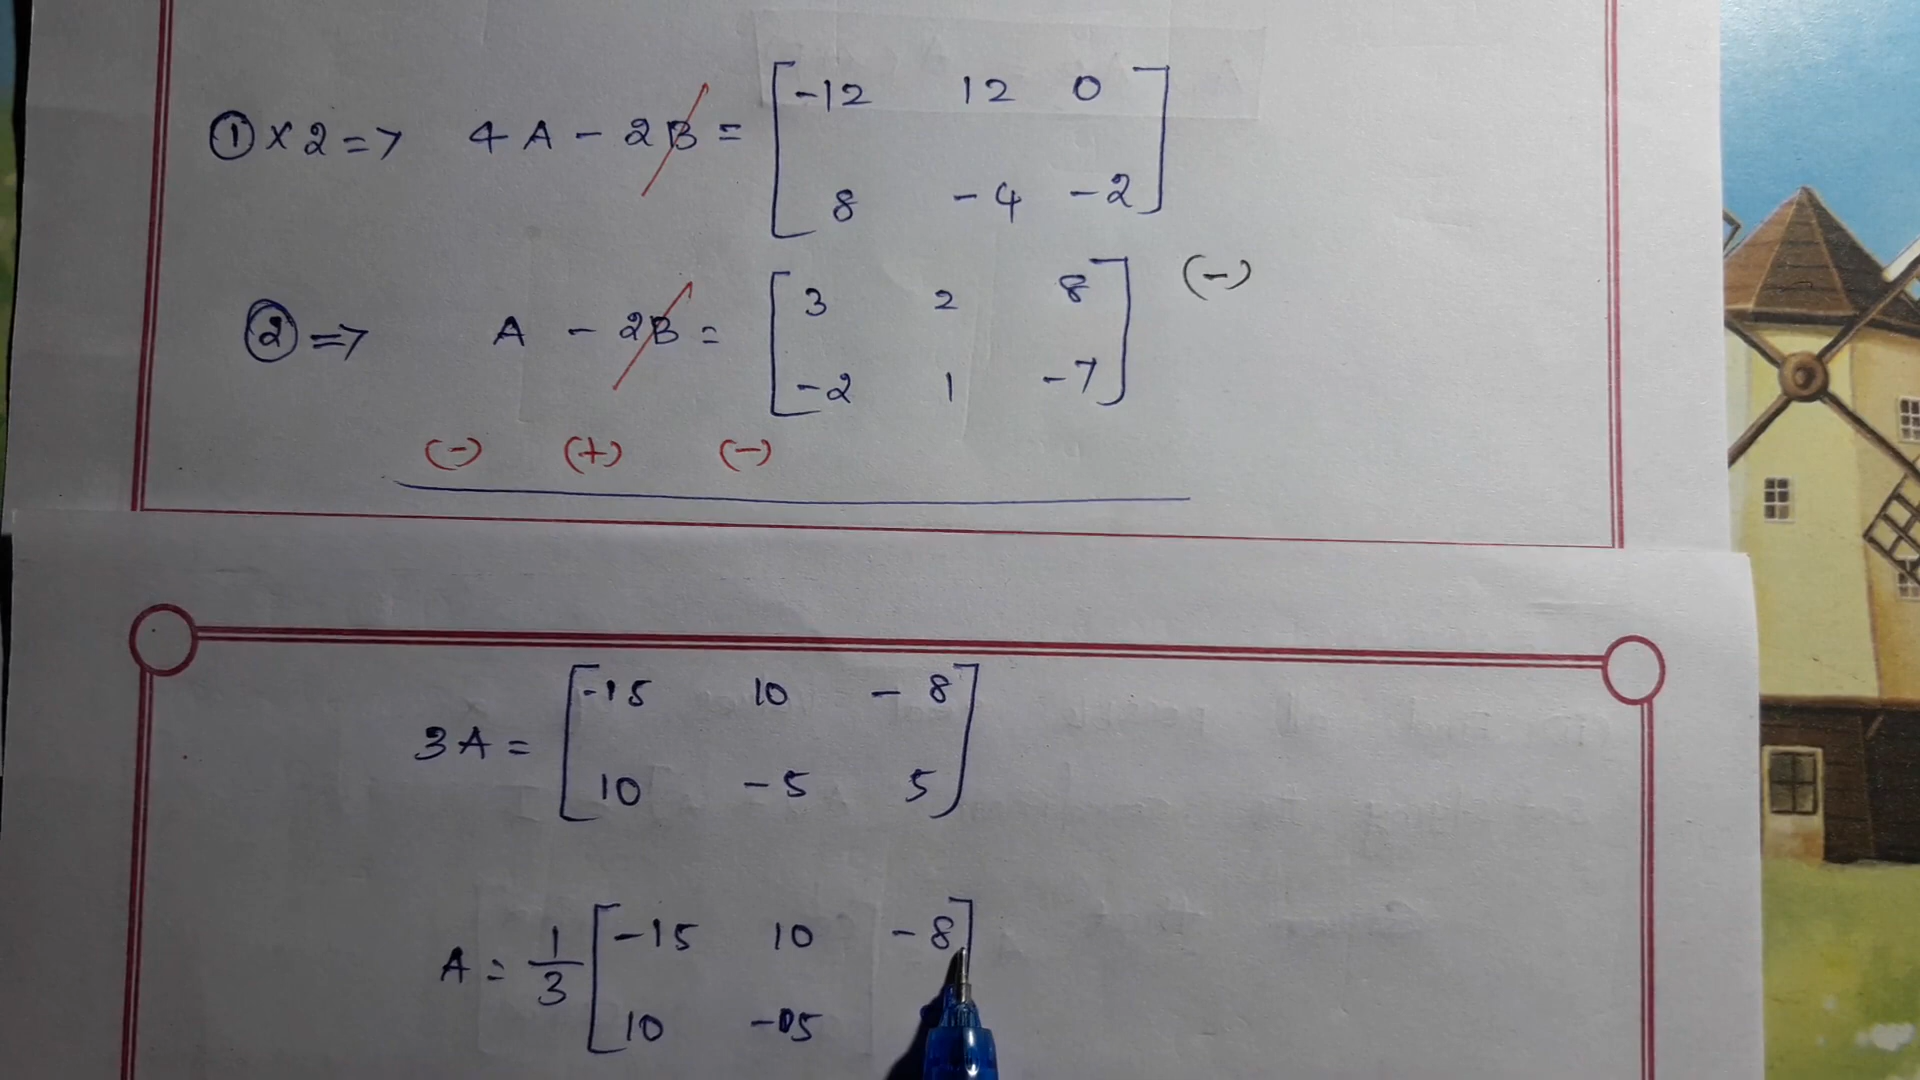 ① × 2 => 4A - 2B = [ -12 12 0
8 -4 -2 ]
② => A - 2B = [ 3 2 8
-2 1 -7 ] (-)
(-) (+) (-)
3A = [ -15 10 -8
10 -5 5 ]
A = 1/3 [ -15 10 -8 ]
10 -05